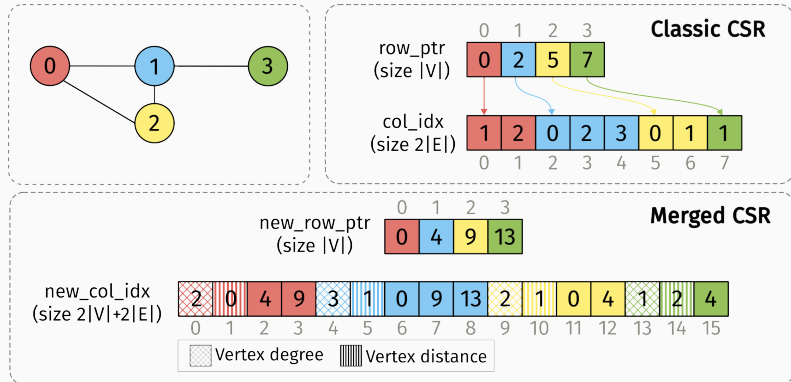 0 1 3
2
Classic CSR
0 1 2 3
row_ptr
(size |V|)
0 2 5 7
col_idx
(size 2|E|)
1 2 0 2 3 0 1 1
0 1 2 3 4 5 6 7
Merged CSR
0 1 2 3
new_row_ptr
(size |V|)
0 4 9 13
new_col_idx
(size 2|V|+2|E|)
2 0 4 9 3 1 0 9 13 2 1 0 4 1 2 4
0 1 2 3 4 5 6 7 8 9 10 11 12 13 14 15
Vertex degree Vertex distance